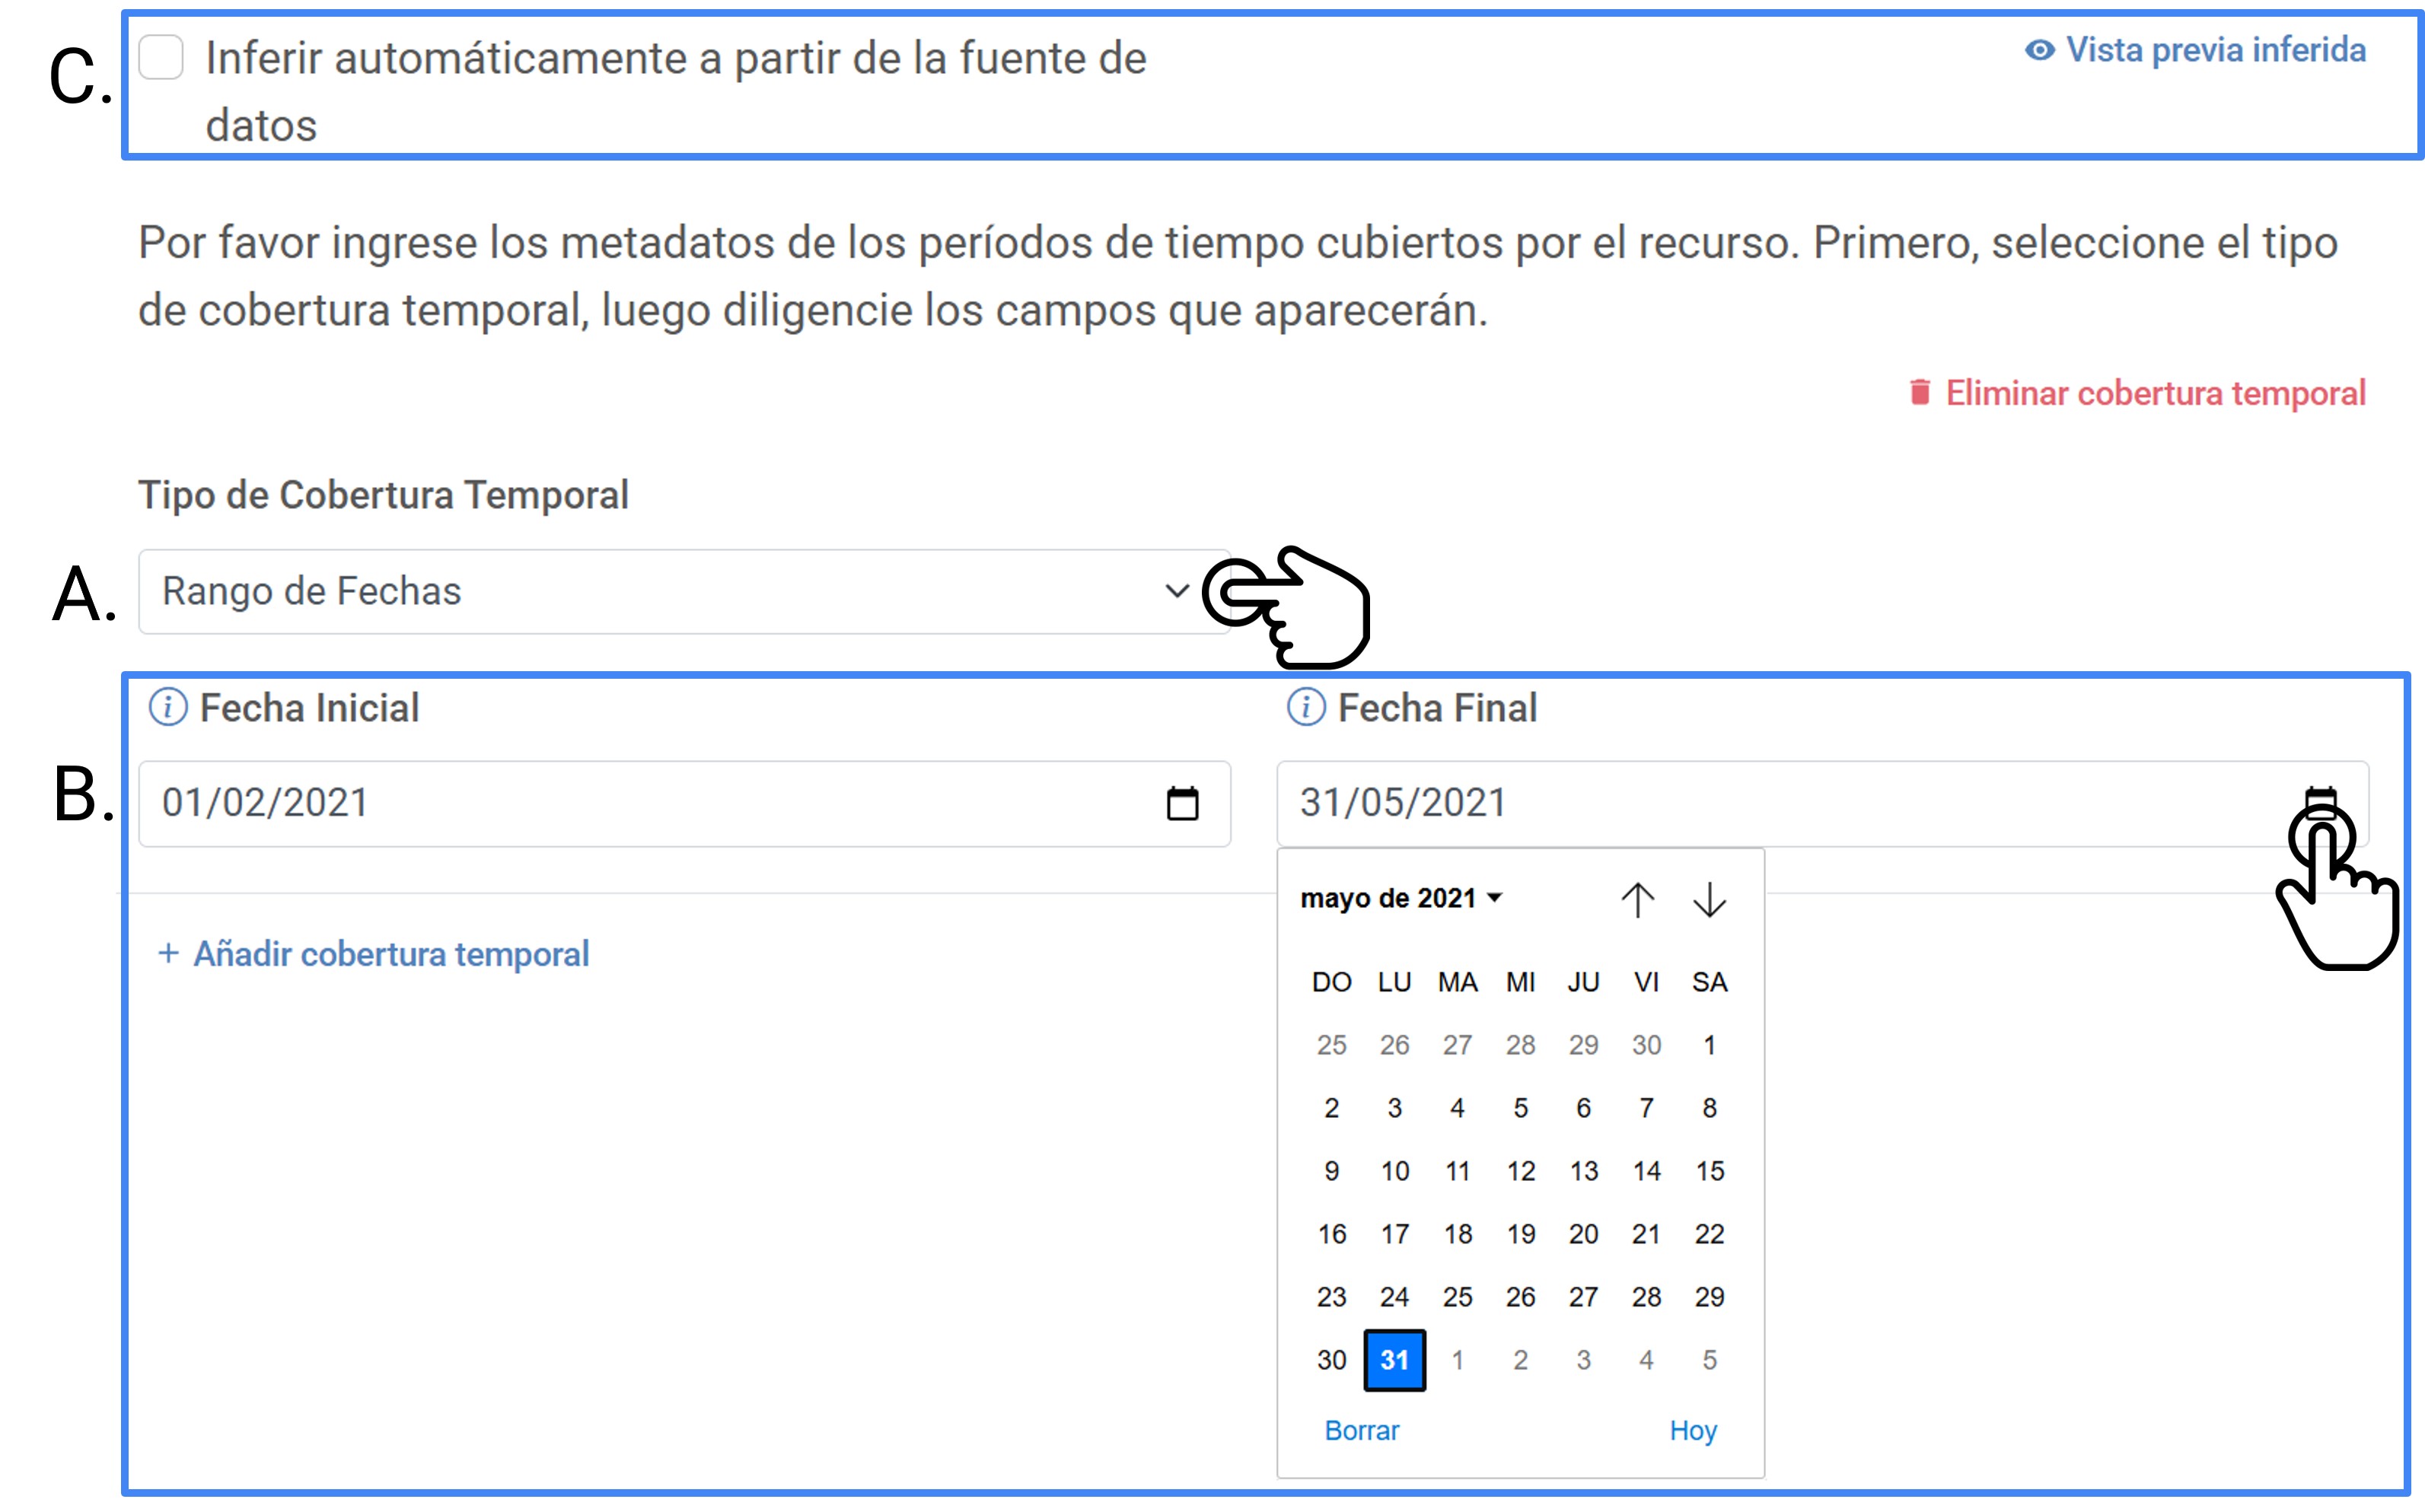 C.
Inferir automáticamente a partir de la fuente de
datos
Vista previa inferida
Por favor ingrese los metadatos de los períodos de tiempo cubiertos por el recurso. Primero, seleccione el tipo
de cobertura temporal, luego diligencie los campos que aparecerán.
Eliminar cobertura temporal
Tipo de Cobertura Temporal
A.
Rango de Fechas
B.
Fecha Inicial
Fecha Final
01/02/2021
31/05/2021
+ Añadir cobertura temporal
mayo de 2021
DO LU MA MI JU VI SA
25 26 27 28 29 30 1
2 3 4 5 6 7 8
9 10 11 12 13 14 15
16 17 18 19 20 21 22
23 24 25 26 27 28 29
30 31 1 2 3 4 5
Borrar Hoy